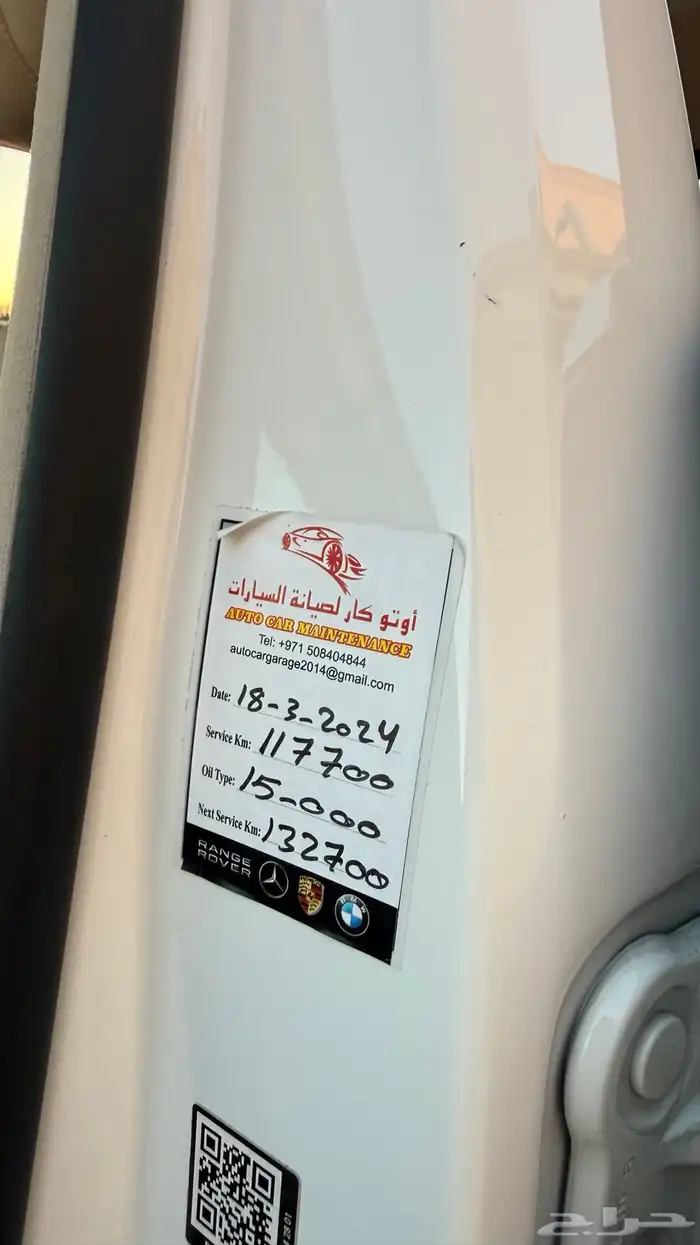 أوتو كار لصيانة السيارات
AUTO CAR MAINTENANCE
Tel: +971 508404844
autocargarage2014@gmail.com
Date: 18-3-2024
Service Km: 117700
Oil Type: 15-000
Next Service Km: 132700
RANGE
ROVER
BMW
حراج